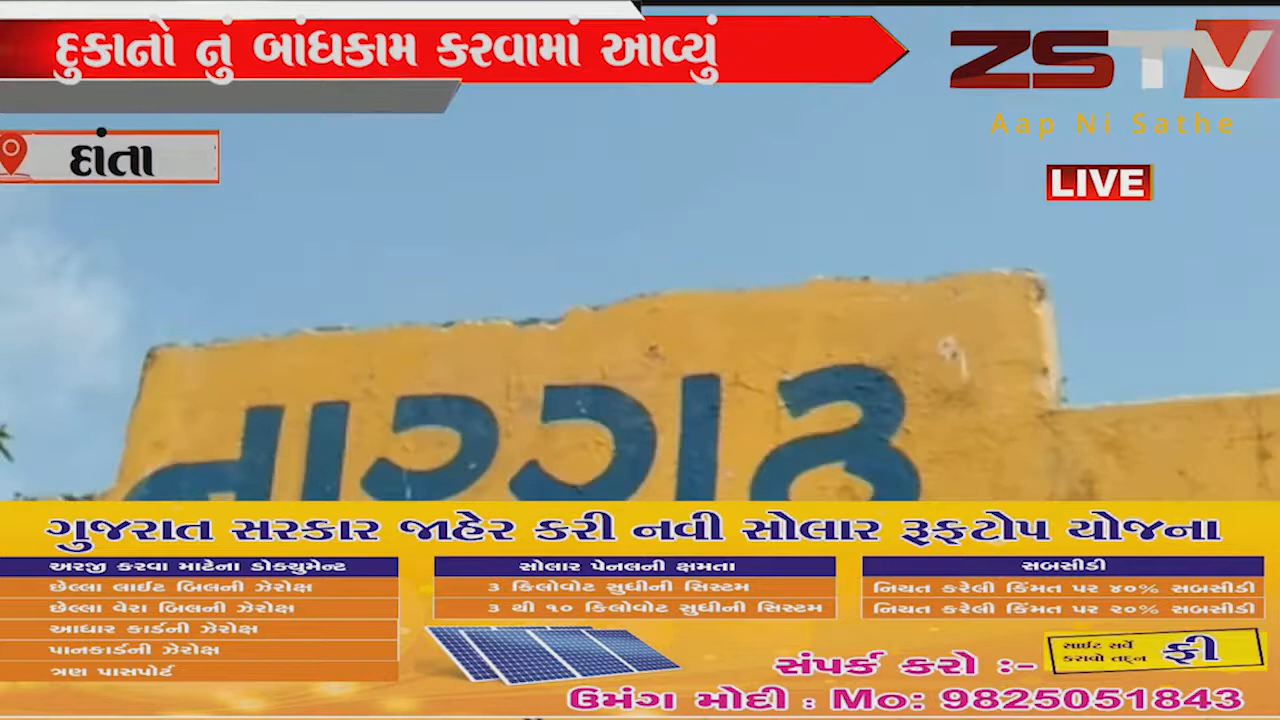 દુકાનો નું બાંધકામ કરવામાં આવ્યું
ZSTV
Aap Ni Sathe
દાંતા
LIVE
તારગઢ
ગુજરાત સરકાર જાહેર કરી નવી સોલાર રૂફટોપ યોજના
અરજી કરવા માટેના ડોક્યુમેન્ટ
છેલ્લા લાઈટ બિલની ઝેરોક્ષ
છેલ્લા વેરા બિલની ઝેરોક્ષ
આધાર કાર્ડની ઝેરોક્ષ
પાનકાર્ડની ઝેરોક્ષ
ત્રણ પાસપોર્ટ
સોલાર પેનલની ક્ષમતા
૩ કિલોવોટ સુધીની સિસ્ટમ
૩ થી ૧૦ કિલોવોટ સુધીની સિસ્ટમ
સબસીડી
નિયત કરેલી કિંમત પર ૪૦% સબસીડી
નિયત કરેલી કિંમત પર ૨૦% સબસીડી
સાઈટ સર્વે
કરાવો તદ્દન ફ્રી
સંપર્ક કરો :-
ઉમંગ મોદી : Mo: 9825051843